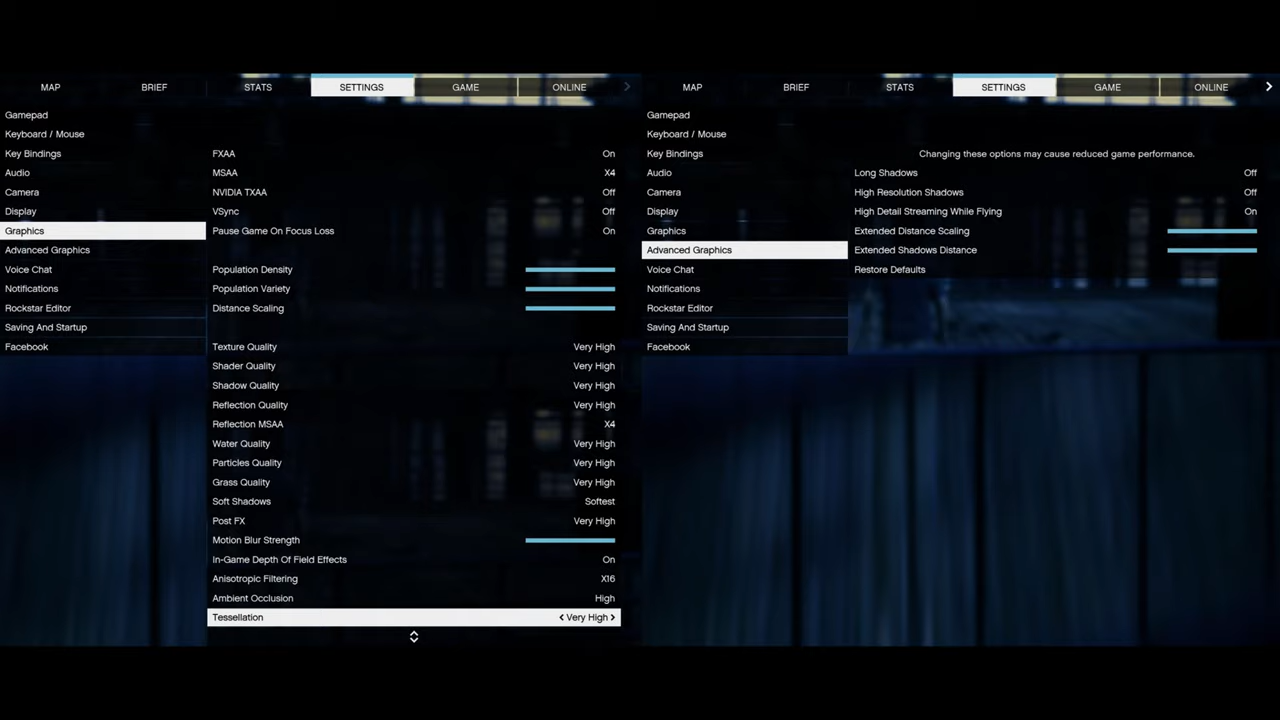 MAP BRIEF STATS SETTINGS GAME ONLINE
Gamepad
Keyboard / Mouse
Key Bindings
Audio
Camera
Display
Graphics
Advanced Graphics
Voice Chat
Notifications
Rockstar Editor
Saving And Startup
Facebook
FXAA On
MSAA X4
NVIDIA TXAA Off
VSync Off
Pause Game On Focus Loss On
Population Density
Population Variety
Distance Scaling
Texture Quality Very High
Shader Quality Very High
Shadow Quality Very High
Reflection Quality Very High
Reflection MSAA X4
Water Quality Very High
Particles Quality Very High
Grass Quality Very High
Soft Shadows Softest
Post FX Very High
Motion Blur Strength
In-Game Depth Of Field Effects On
Anisotropic Filtering X16
Ambient Occlusion High
Tessellation Very High
MAP BRIEF STATS SETTINGS GAME ONLINE
Gamepad
Keyboard / Mouse
Key Bindings
Audio
Camera
Display
Graphics
Advanced Graphics
Voice Chat
Notifications
Rockstar Editor
Saving And Startup
Facebook
Changing these options may cause reduced game performance.
Long Shadows Off
High Resolution Shadows Off
High Detail Streaming While Flying On
Extended Distance Scaling
Extended Shadows Distance
Restore Defaults